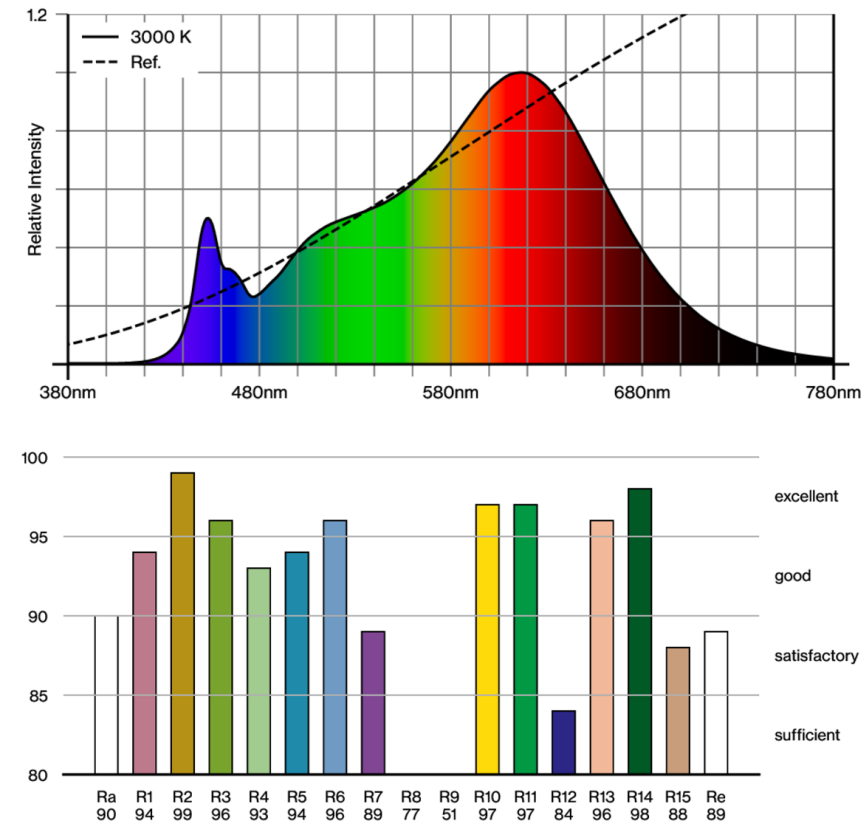 1.2
3000 K
Ref.
Relative Intensity
380nm 480nm 580nm 680nm 780nm
100
excellent
95
good
90
satisfactory
85
sufficient
80
Ra R1 R2 R3 R4 R5 R6 R7 R8 R9 R10 R11 R12 R13 R14 R15 Re
90 94 99 96 93 94 96 89 77 51 97 97 84 96 98 88 89